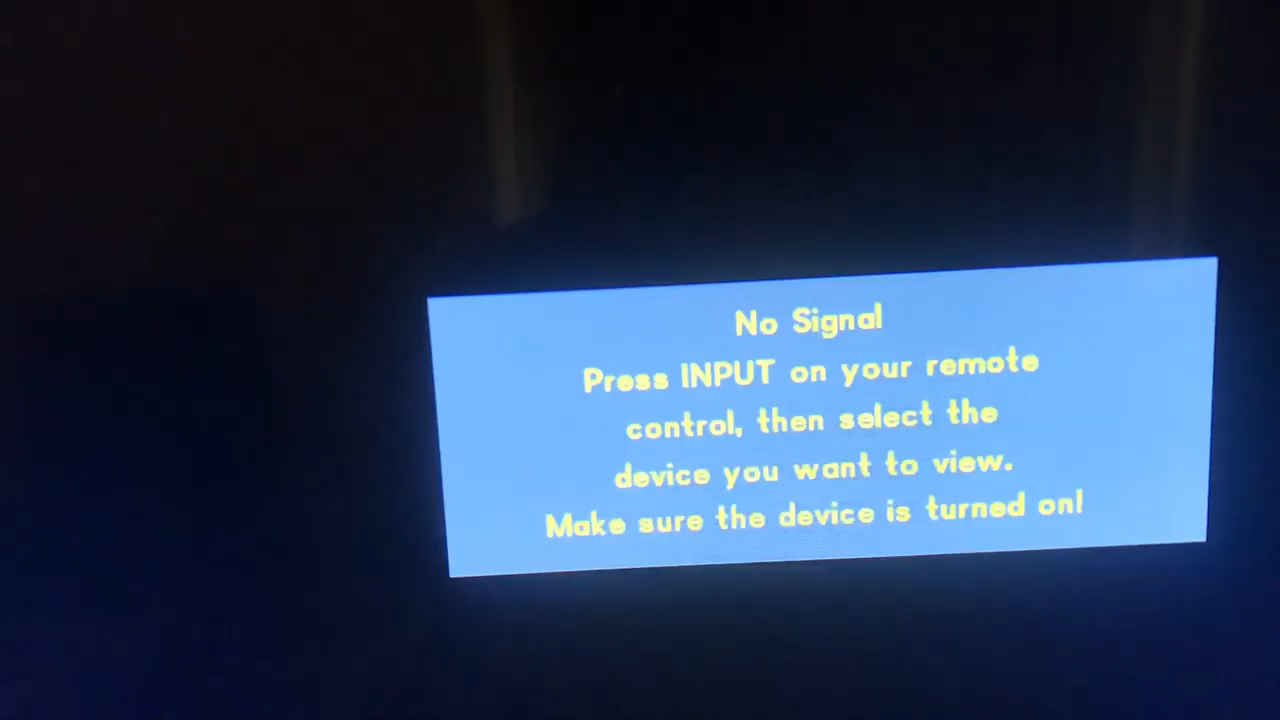 No Signal
Press INPUT on your remote
control, then select the
device you want to view.
Make sure the device is turned on!